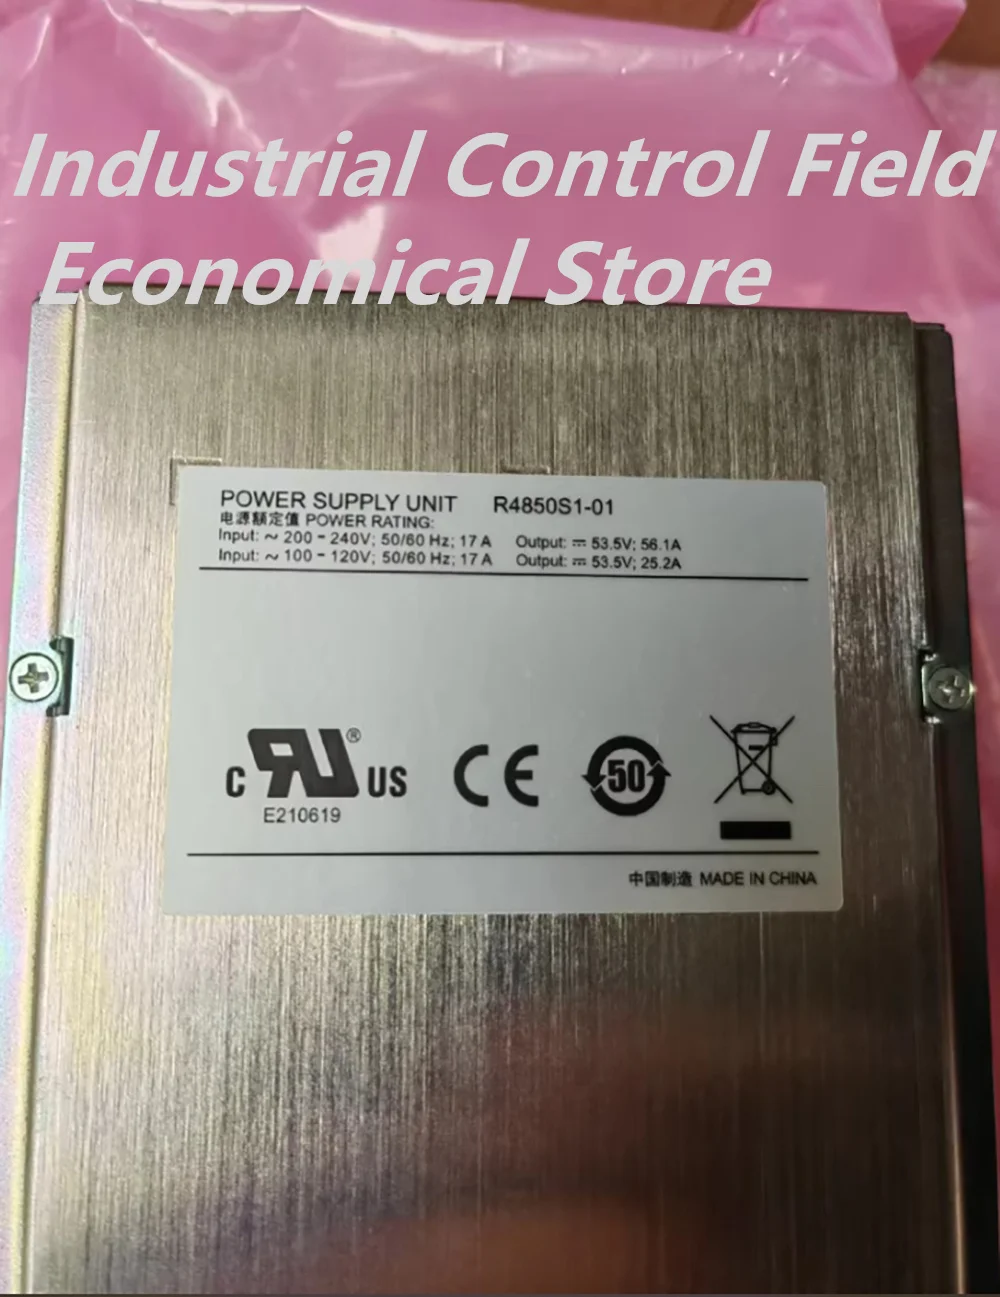 Industrial Control Field
Economical Store
POWER SUPPLY UNIT R4850S1-01
电源额定值 POWER RATING:
Input: ~ 200 - 240V; 50/60 Hz; 17 A Output: ⎓ 53.5V; 56.1A
Input: ~ 100 - 120V; 50/60 Hz; 17 A Output: ⎓ 53.5V; 25.2A
C RU® US CE 50
E210619
中国制造 MADE IN CHINA